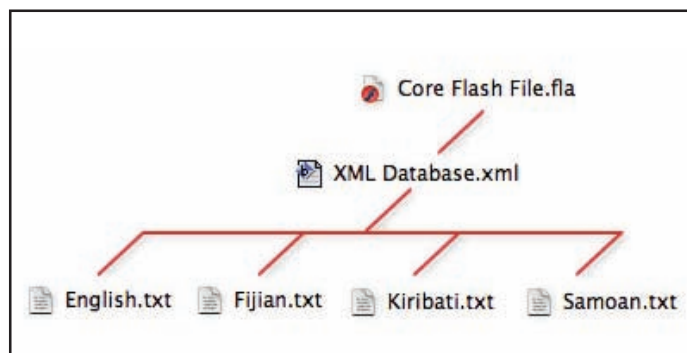 Core Flash File.fla
XML Database.xml
English.txt Fijian.txt Kiribati.txt Samoan.txt